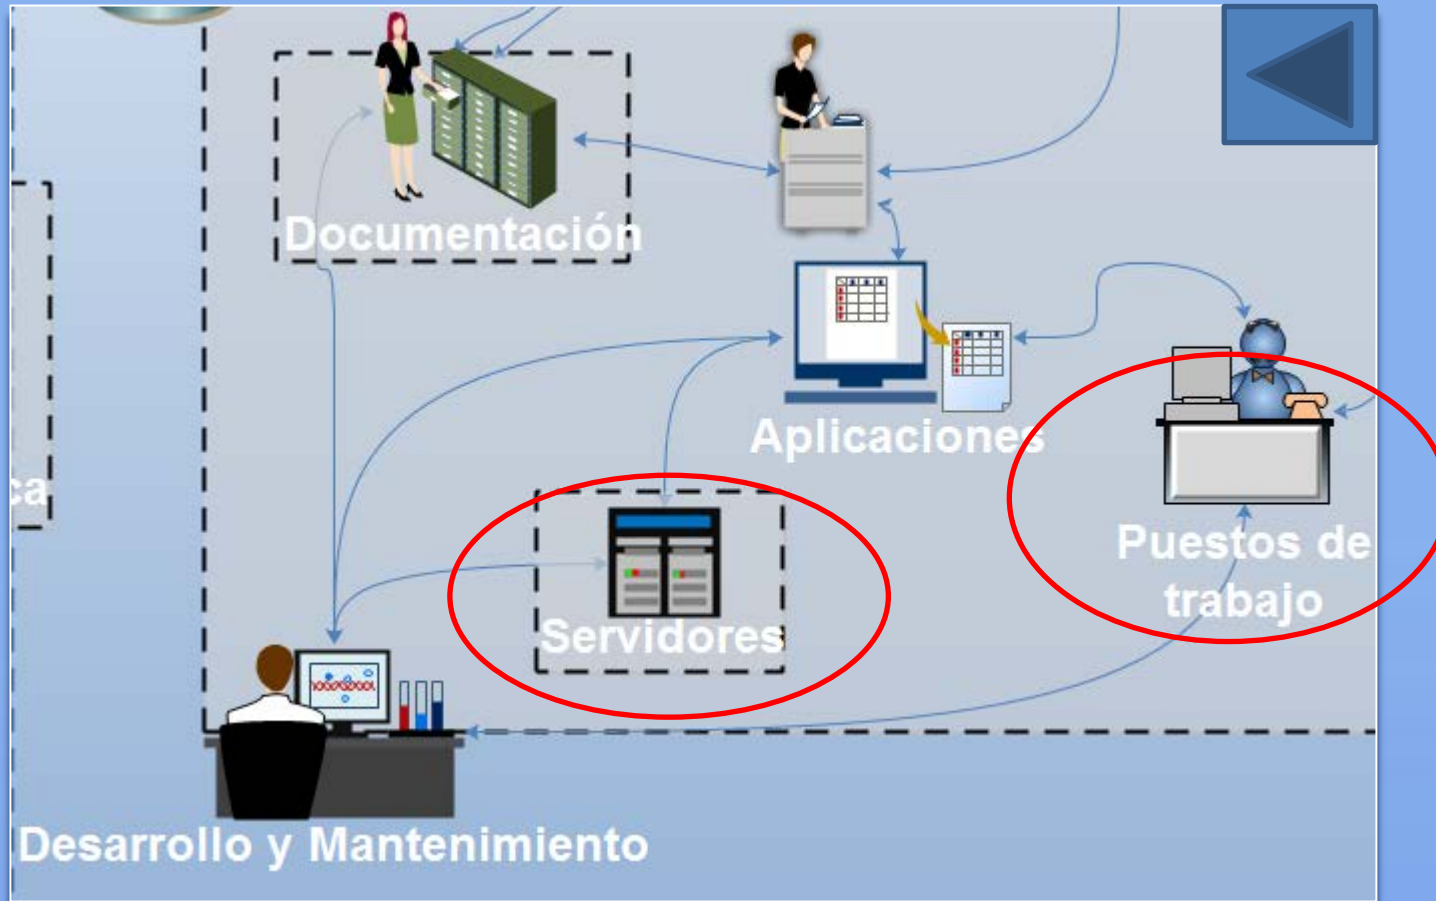 Documentación
Aplicaciones
ca
Puestos de
trabajo
Servidores
Desarrollo y Mantenimiento